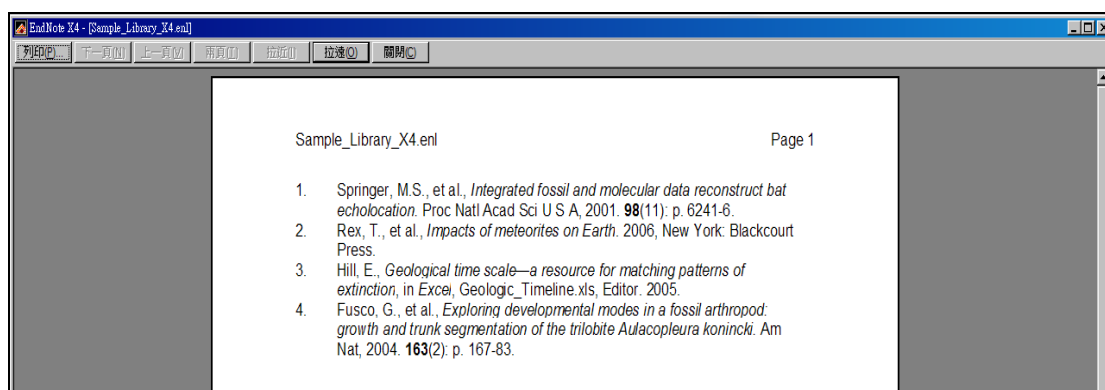 EndNote X4 - [Sample_Library_X4.enl]
列印(P)... 下一頁(N) 上一頁(V) 兩頁(T) 拉近(I) 拉遠(O) 關閉(C)
Sample_Library_X4.enl Page 1
1. Springer, M.S., et al., Integrated fossil and molecular data reconstruct bat
echolocation. Proc Natl Acad Sci U S A, 2001. 98(11): p. 6241-6.
2. Rex, T., et al., Impacts of meteorites on Earth. 2006, New York: Blackcourt
Press.
3. Hill, E., Geological time scale—a resource for matching patterns of
extinction, in Excel, Geologic_Timeline.xls, Editor. 2005.
4. Fusco, G., et al., Exploring developmental modes in a fossil arthropod:
growth and trunk segmentation of the trilobite Aulacopleura konincki. Am
Nat, 2004. 163(2): p. 167-83.